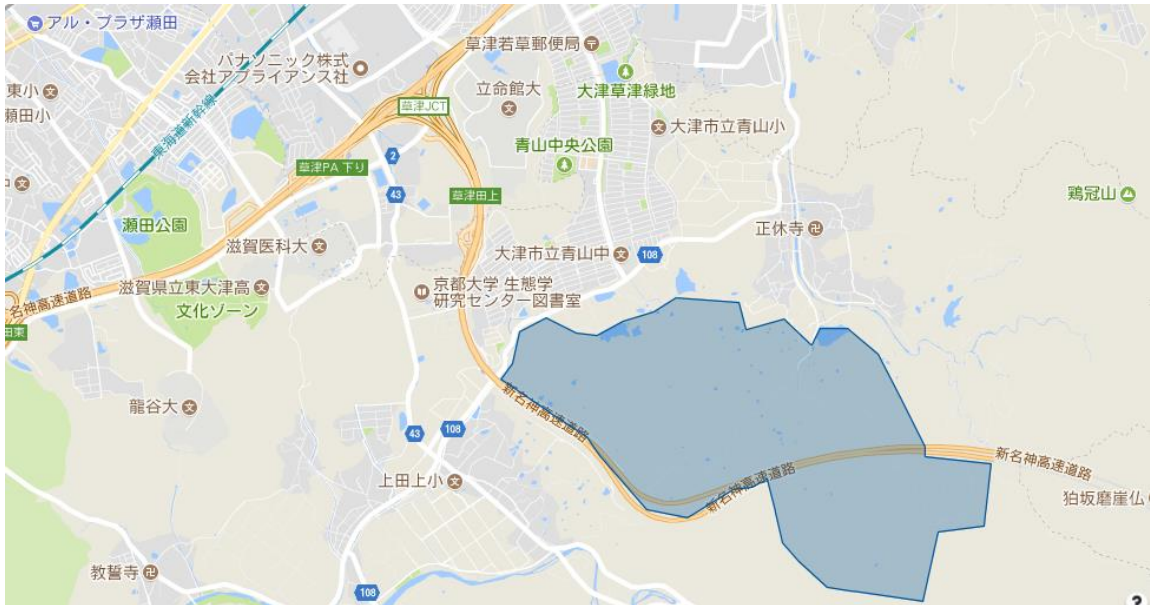 アル・プラザ瀬田
パナソニック株式
会社アプライアンス社
草津若草郵便局
立命館大
大津草津緑地
東小
瀬田小
東海道新幹線
草津JCT
大津市立青山小
青山中央公園
2
草津PA 下り
43
草津田上
鶏冠山
瀬田公園
滋賀医科大
正休寺
大津市立青山中
108
滋賀県立東大津高
文化ゾーン
京都大学 生態学
研究センター図書室
名神高速道路
田東
龍谷大
新名神高速道路
43
108
上田上小
新名神高速道路
新名神高速道路
狛坂磨崖仏
教誓寺
108
?